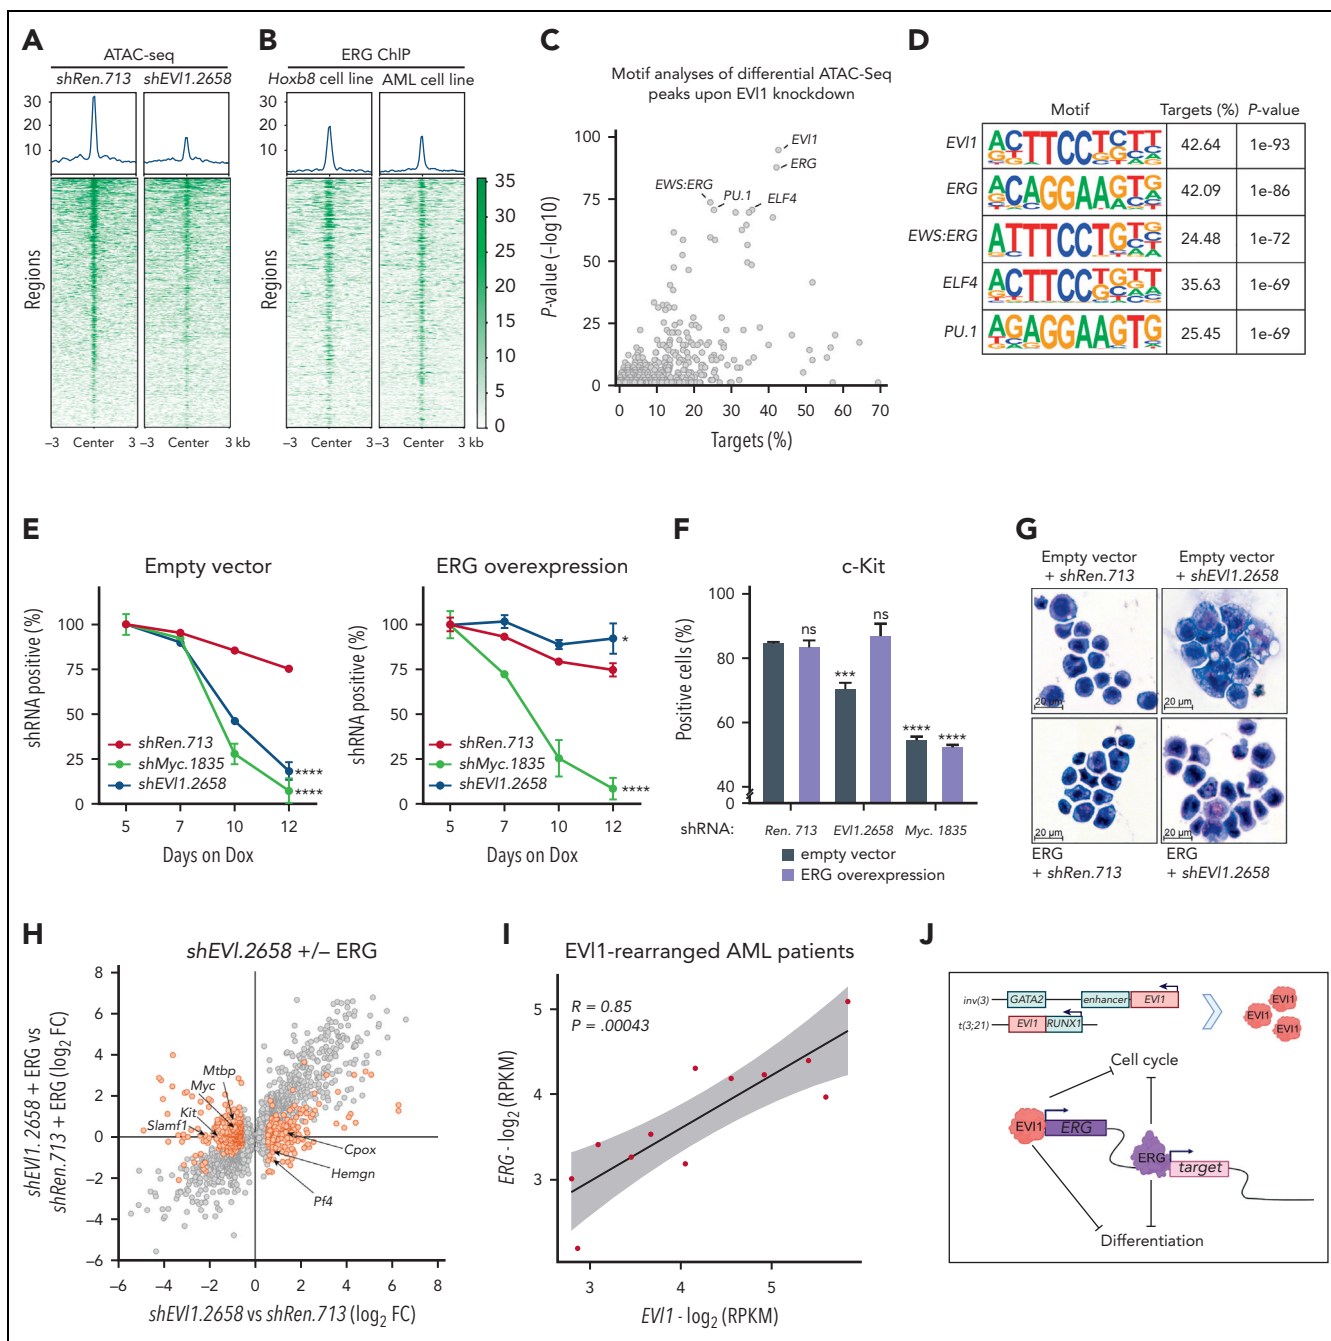 A
ATAC-seq
shRen.713 shEVI1.2658
30
20
10
Regions
–3 Center 3
–3 Center 3 kb
B
ERG ChIP
Hoxb8 cell line AML cell line
30
20
10
Regions
–3 Center 3
–3 Center 3 kb
35
30
25
20
15
10
5
0
C
Motif analyses of differential ATAC-Seq
peaks upon EVI1 knockdown
P-value (–log10)
100
75
50
25
0
EVI1
ERG
EWS:ERG
PU.1
ELF4
0 10 20 30 40 50 60 70
Targets (%)
D
Motif Targets (%) P-value
EVI1 42.64 1e-93
ERG 42.09 1e-86
EWS:ERG 24.48 1e-72
ELF4 35.63 1e-69
PU.1 25.45 1e-69
E
Empty vector
shRNA positive (%)
100
75
50
25
0
shRen.713
shMyc.1835
shEVI1.2658
****
****
5 7 10 12
Days on Dox
ERG overexpression
shRNA positive (%)
100
75
50
25
0
shRen.713
shMyc.1835
shEVI1.2658
*
****
5 7 10 12
Days on Dox
F
c-Kit
Positive cells (%)
100
80
60
40
0
ns
***
ns
**** ****
shRNA: Ren. 713 EVI1.2658 Myc. 1835
empty vector
ERG overexpression
G
Empty vector
+ shRen.713
Empty vector
+ shEVI1.2658
20 µm
20 µm
20 µm
20 µm
ERG
+ shRen.713
ERG
+ shEVI1.2658
H
shEVI.2658 +/– ERG
shEVI1.2658 + ERG vs
shRen.713 + ERG (log2 FC)
8
6
4
2
0
–2
–4
–6
Mtbp
Myc
Kit
Slamf1
Cpox
Hemgn
Pf4
–6 –4 –2 0 2 4 6 8
shEVI1.2658 vs shRen.713 (log2 FC)
I
EVI1-rearranged AML patients
R = 0.85
P = .00043
ERG - log2 (RPKM)
5
4
3
3 4 5
EVI1 - log2 (RPKM)
J
inv(3) GATA2 enhancer EVI1
t(3;21) EVI1 RUNX1
EVI1
EVI1
EVI1
Cell cycle
EVI1 ERG
ERG
target
Differentiation